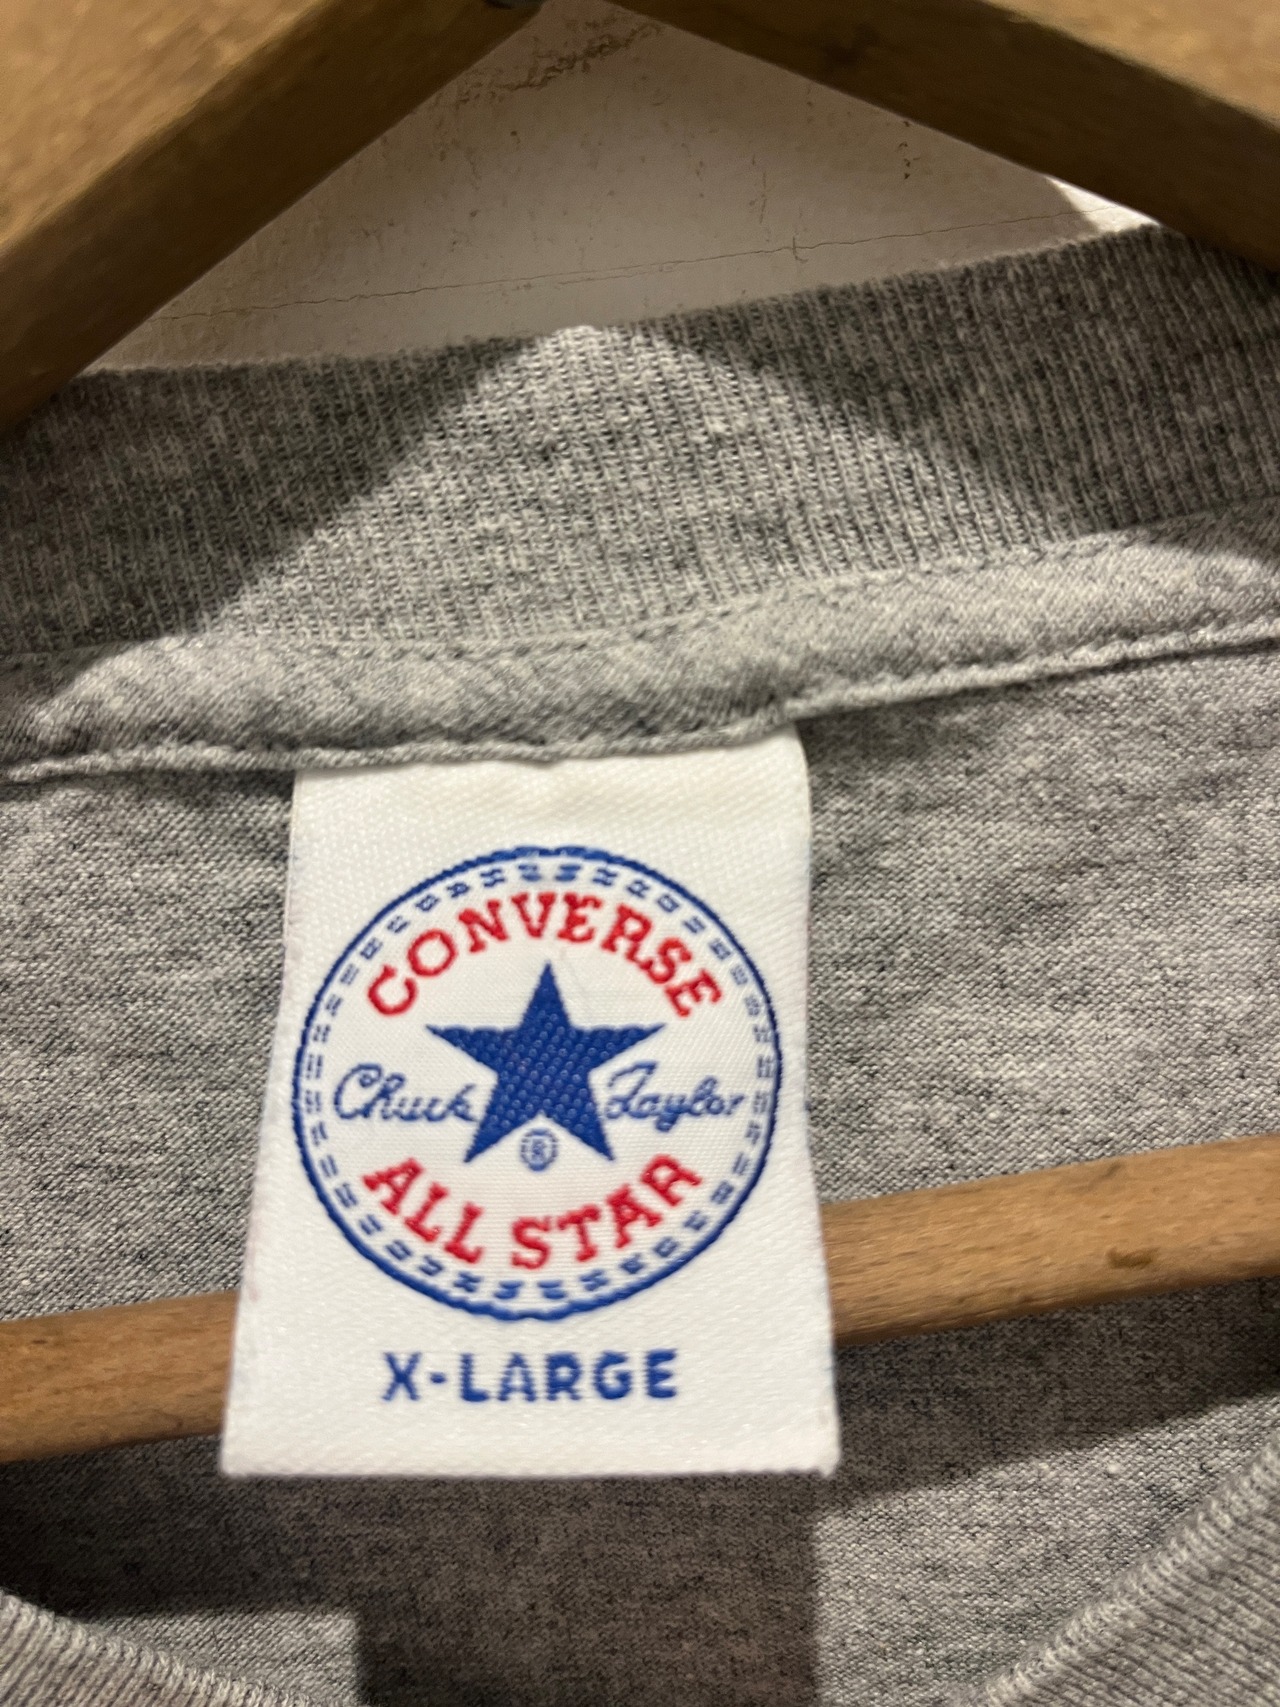 CONVERSE
Chuck Taylor
®
ALL STAR
X-LARGE